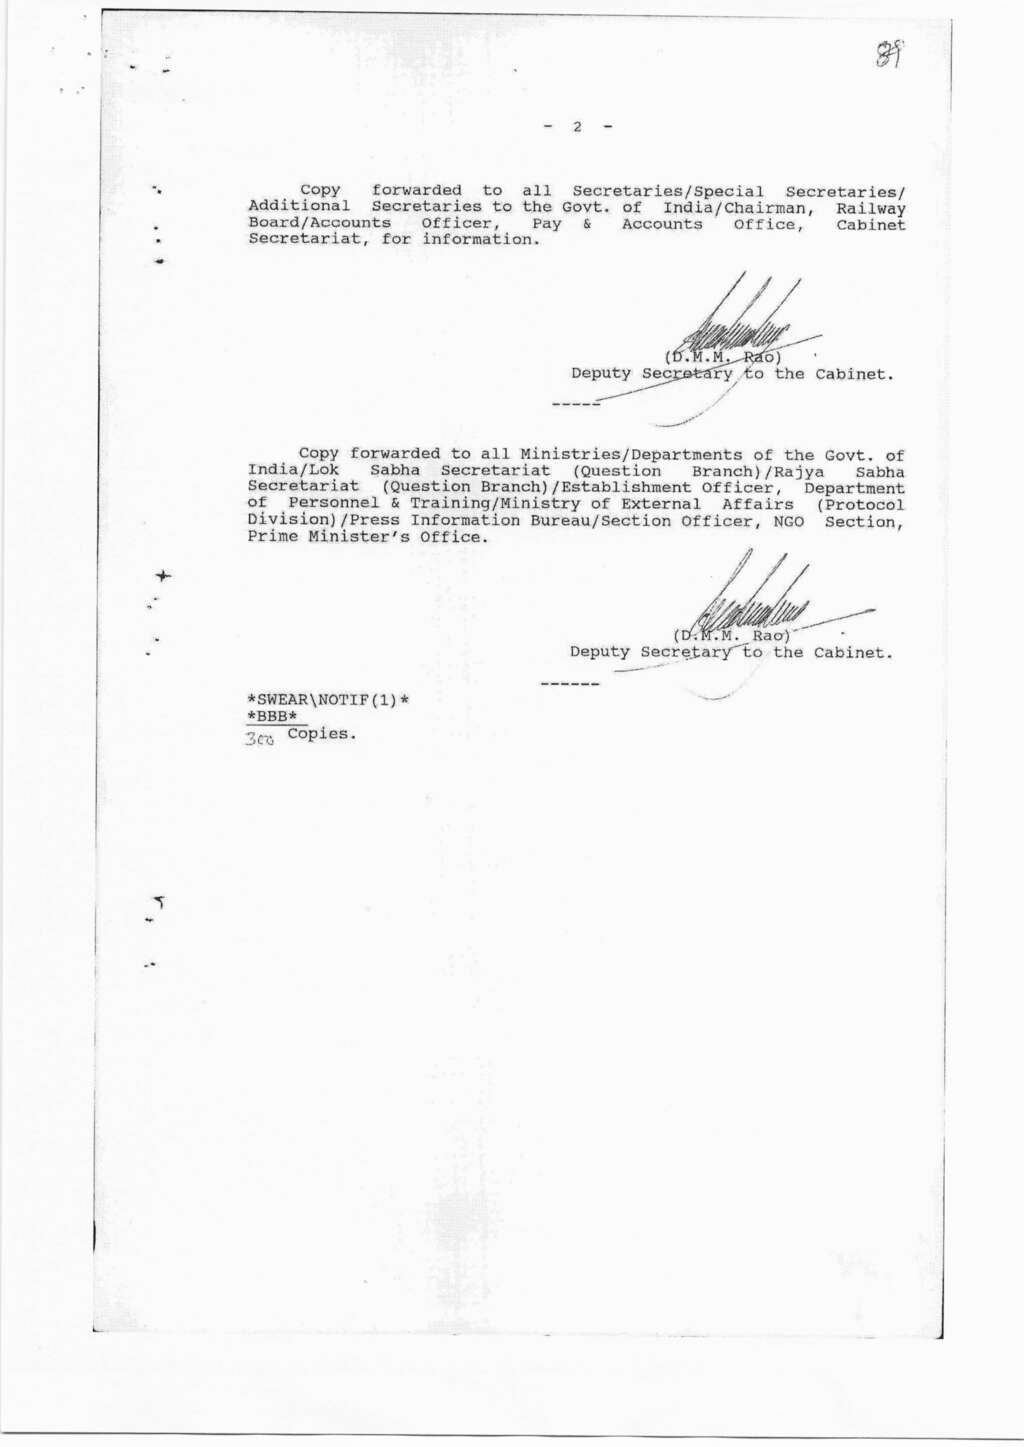 89
- 2 -
Copy forwarded to all Secretaries/Special Secretaries/
Additional Secretaries to the Govt. of India/Chairman, Railway
Board/Accounts Officer, Pay & Accounts Office, Cabinet
Secretariat, for information.
(D.M.M. Rao)
Deputy Secretary to the Cabinet.
-----
Copy forwarded to all Ministries/Departments of the Govt. of
India/Lok Sabha Secretariat (Question Branch)/Rajya Sabha
Secretariat (Question Branch)/Establishment Officer, Department
of Personnel & Training/Ministry of External Affairs (Protocol
Division)/Press Information Bureau/Section Officer, NGO Section,
Prime Minister's Office.
(D.M.M. Rao)
Deputy Secretary to the Cabinet.
------
*SWEAR\NOTIF(1)*
*BBB*
300 Copies.